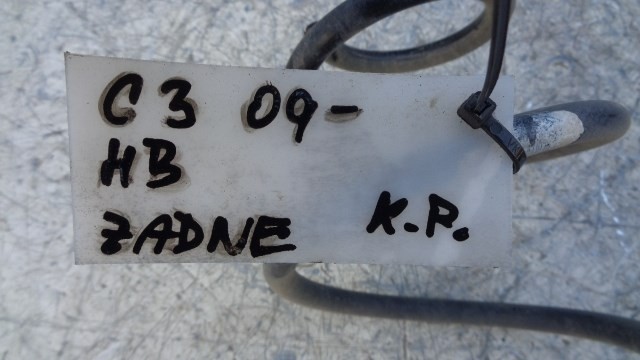 C3 09-
HB
ZADNE K.P.